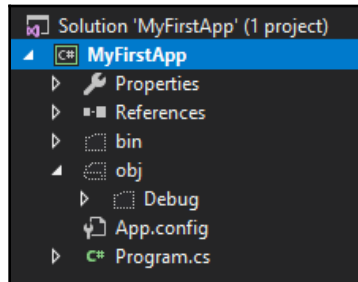 Solution 'MyFirstApp' (1 project)
C# MyFirstApp
Properties
References
bin
obj
Debug
App.config
C# Program.cs